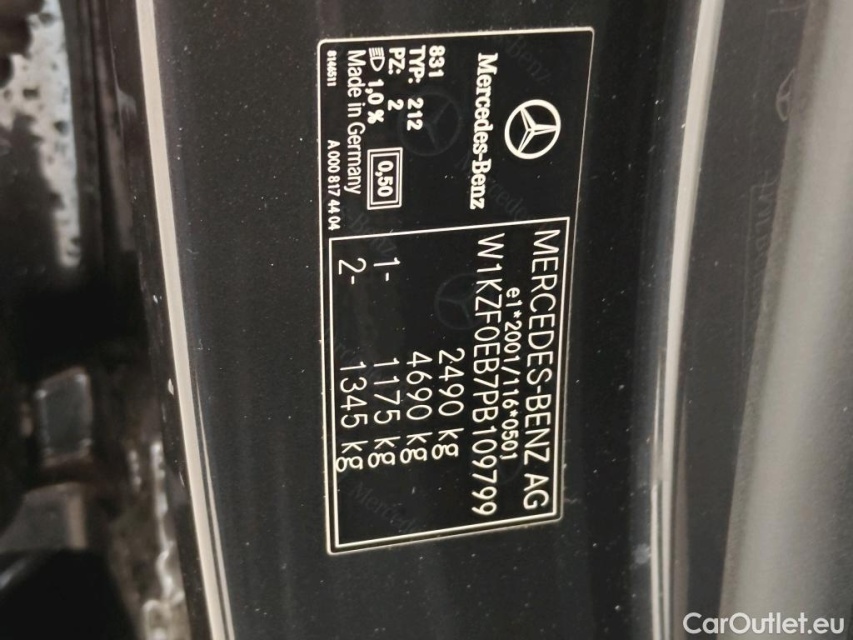 Mercedes-Benz
831
TYP: 212
PZ: 2
1,0 %
0,50
Made in Germany
8146511
A 000 817 44 04
MERCEDES-BENZ AG
e1*2001/116*0501
W1KZF0EB7PB109799
2490 kg
4690 kg
1- 1175 kg
2- 1345 kg
CarOutlet.eu